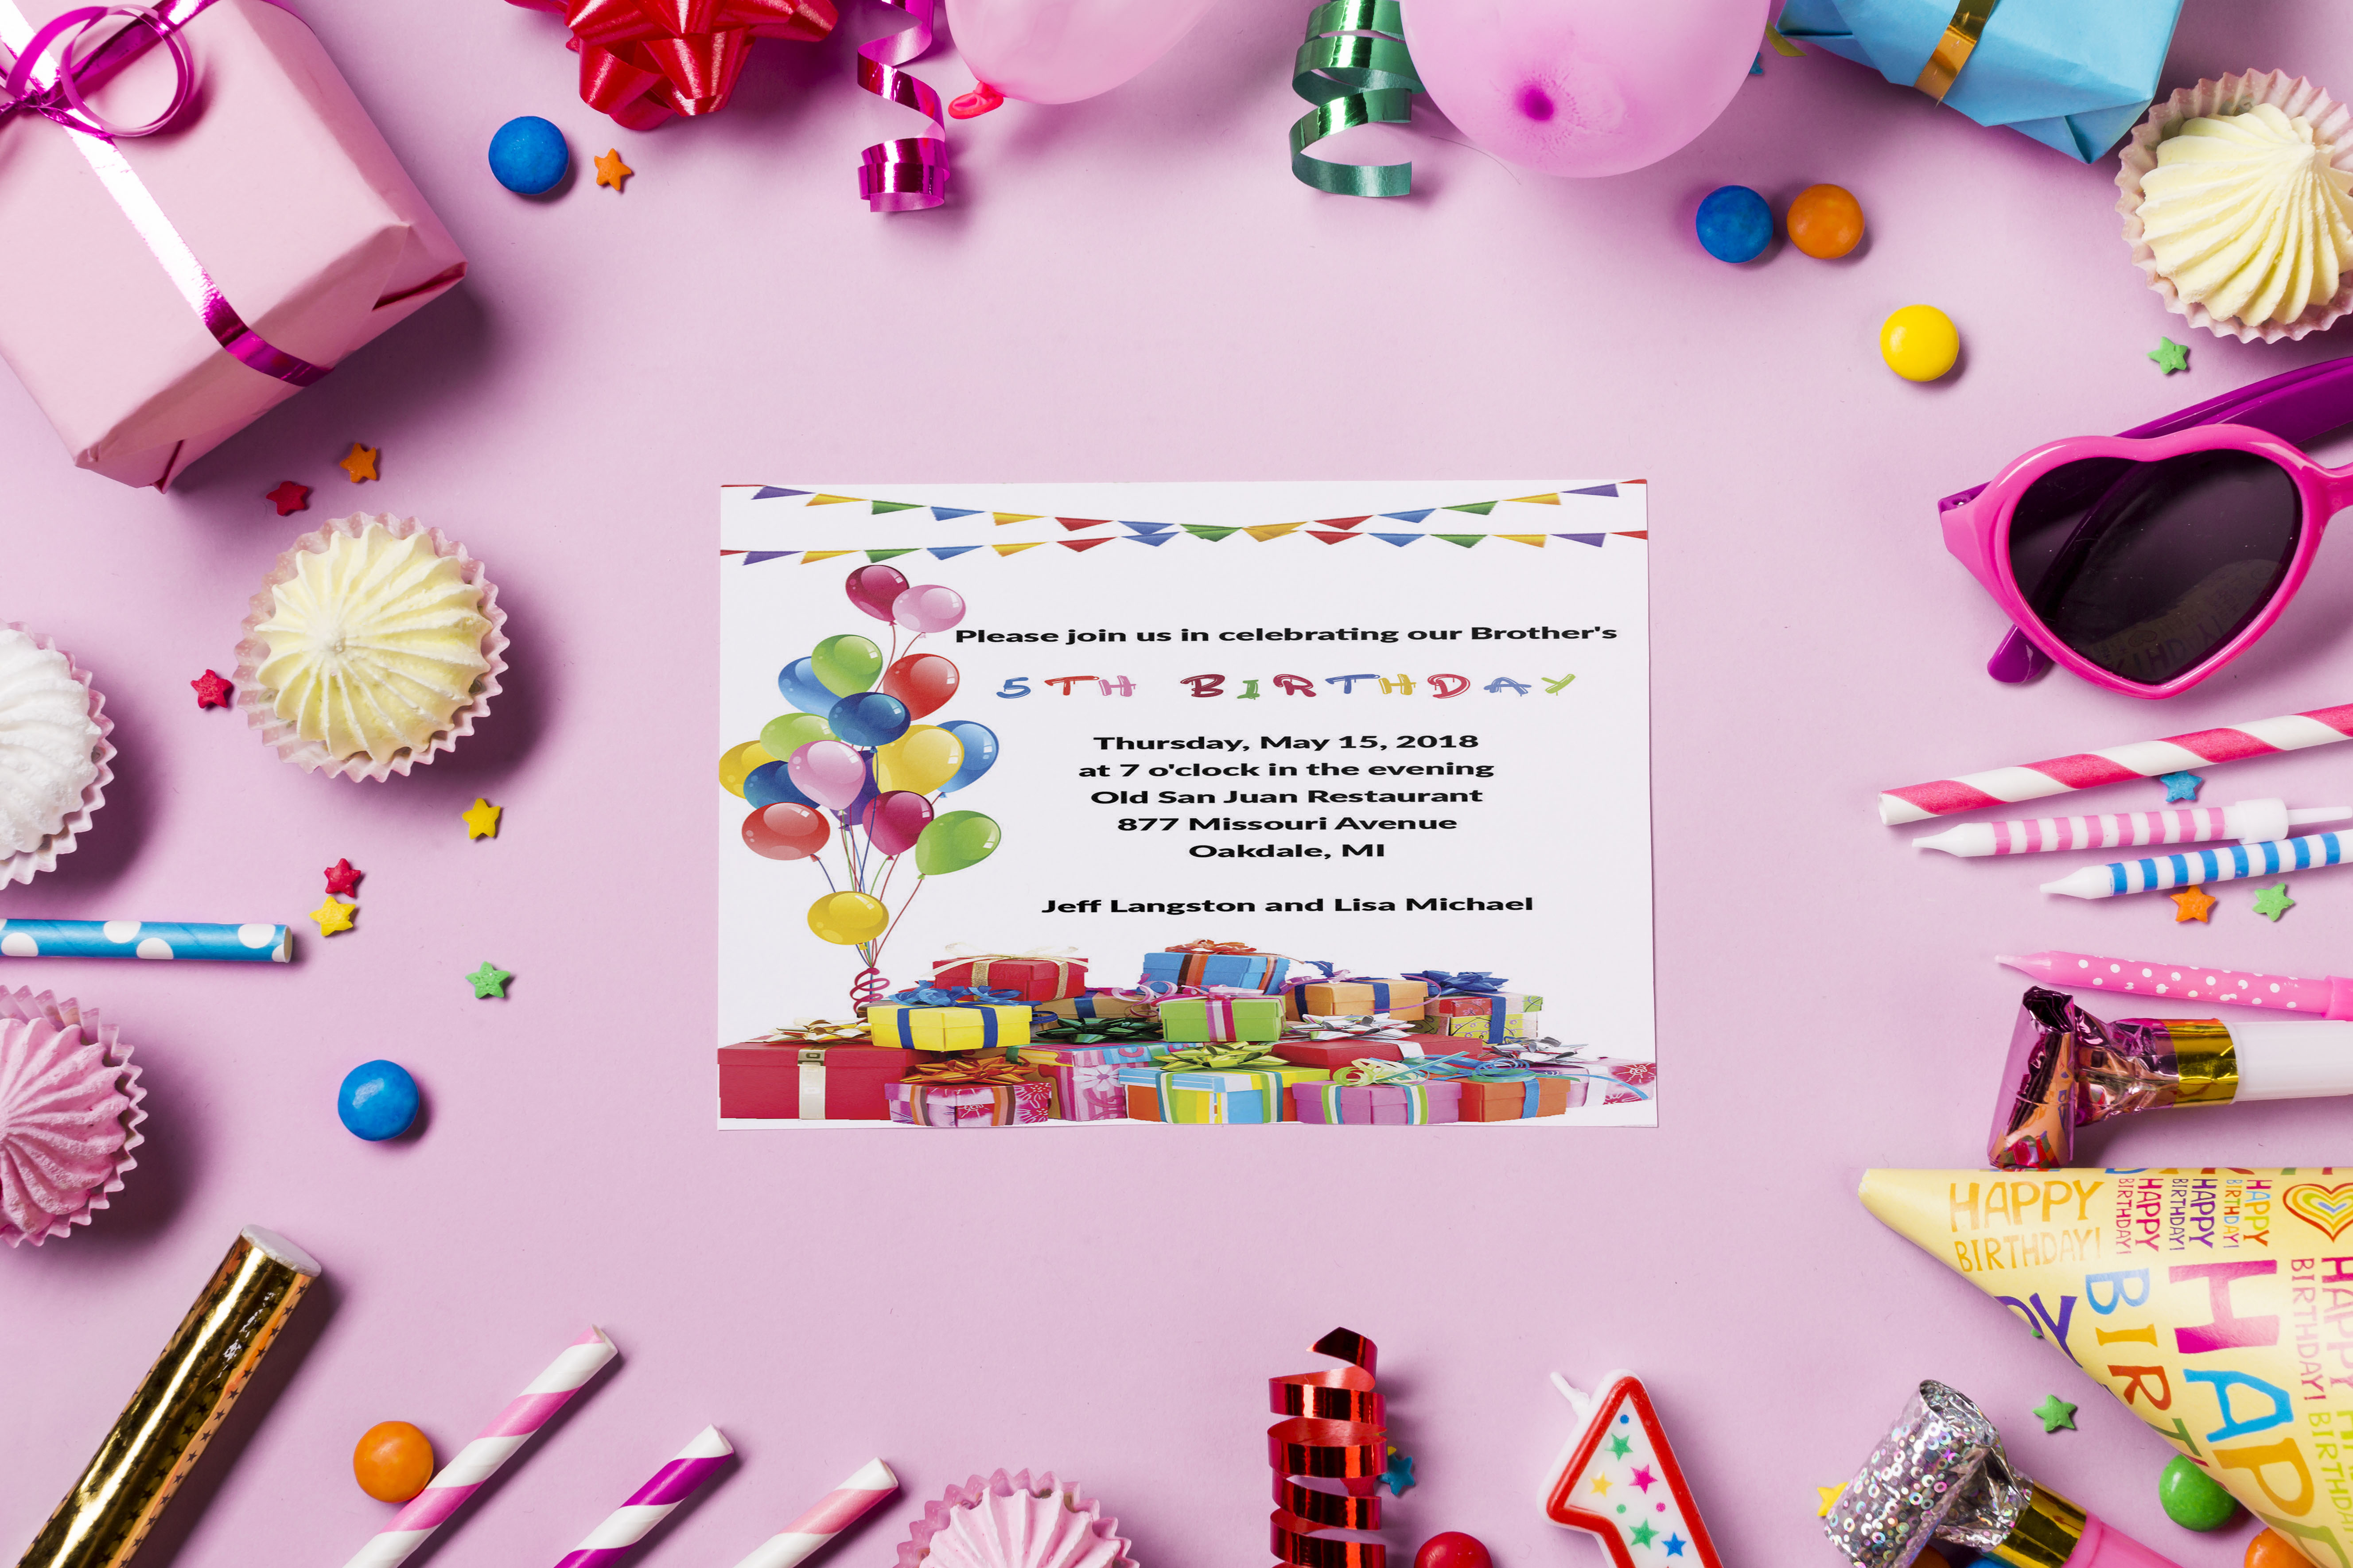 Please join us in celebrating our Brother's
5TH BIRTHDAY
Thursday, May 15, 2018
at 7 o'clock in the evening
Old San Juan Restaurant
877 Missouri Avenue
Oakdale, MI
Jeff Langston and Lisa Michael
HAPPY
BIRTHDAY!
HAPPY
BIRTHDAY!
HAPPY
BIRTHDAY!
HAPPY
BIRTHDAY!
HAPPY
BIRTHDAY!